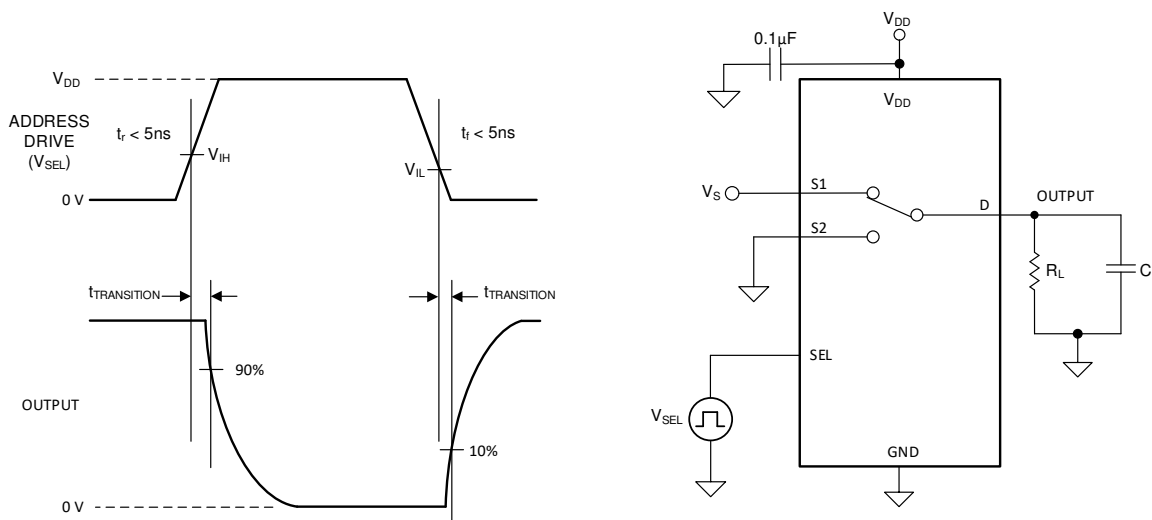 V_DD
ADDRESS
DRIVE
(V_SEL)
t_r < 5ns
V_IH
t_f < 5ns
V_IL
0 V
t_TRANSITION
t_TRANSITION
90%
OUTPUT
10%
0 V
V_DD
0.1µF
V_DD
V_S
S1
OUTPUT
D
S2
R_L
C
SEL
V_SEL
GND